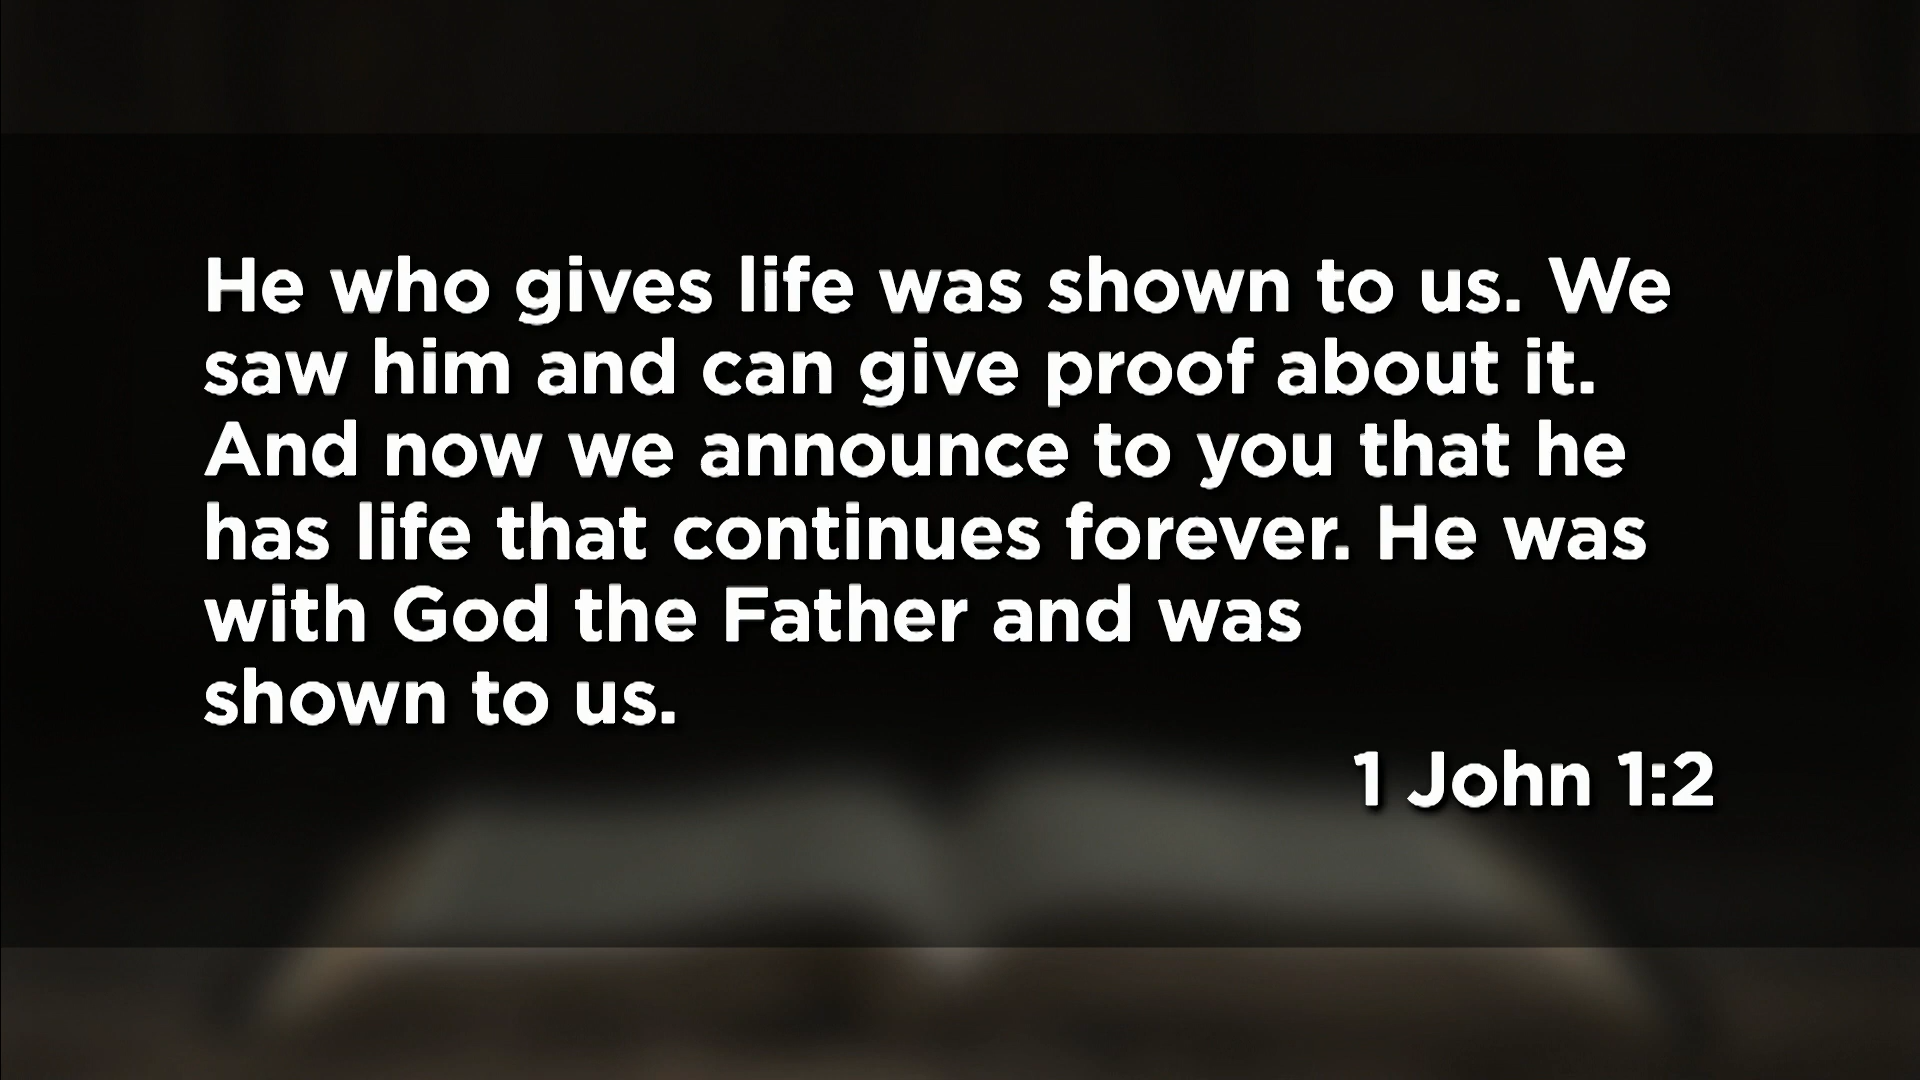 He who gives life was shown to us. We
saw him and can give proof about it.
And now we announce to you that he
has life that continues forever. He was
with God the Father and was
shown to us.
1 John 1:2